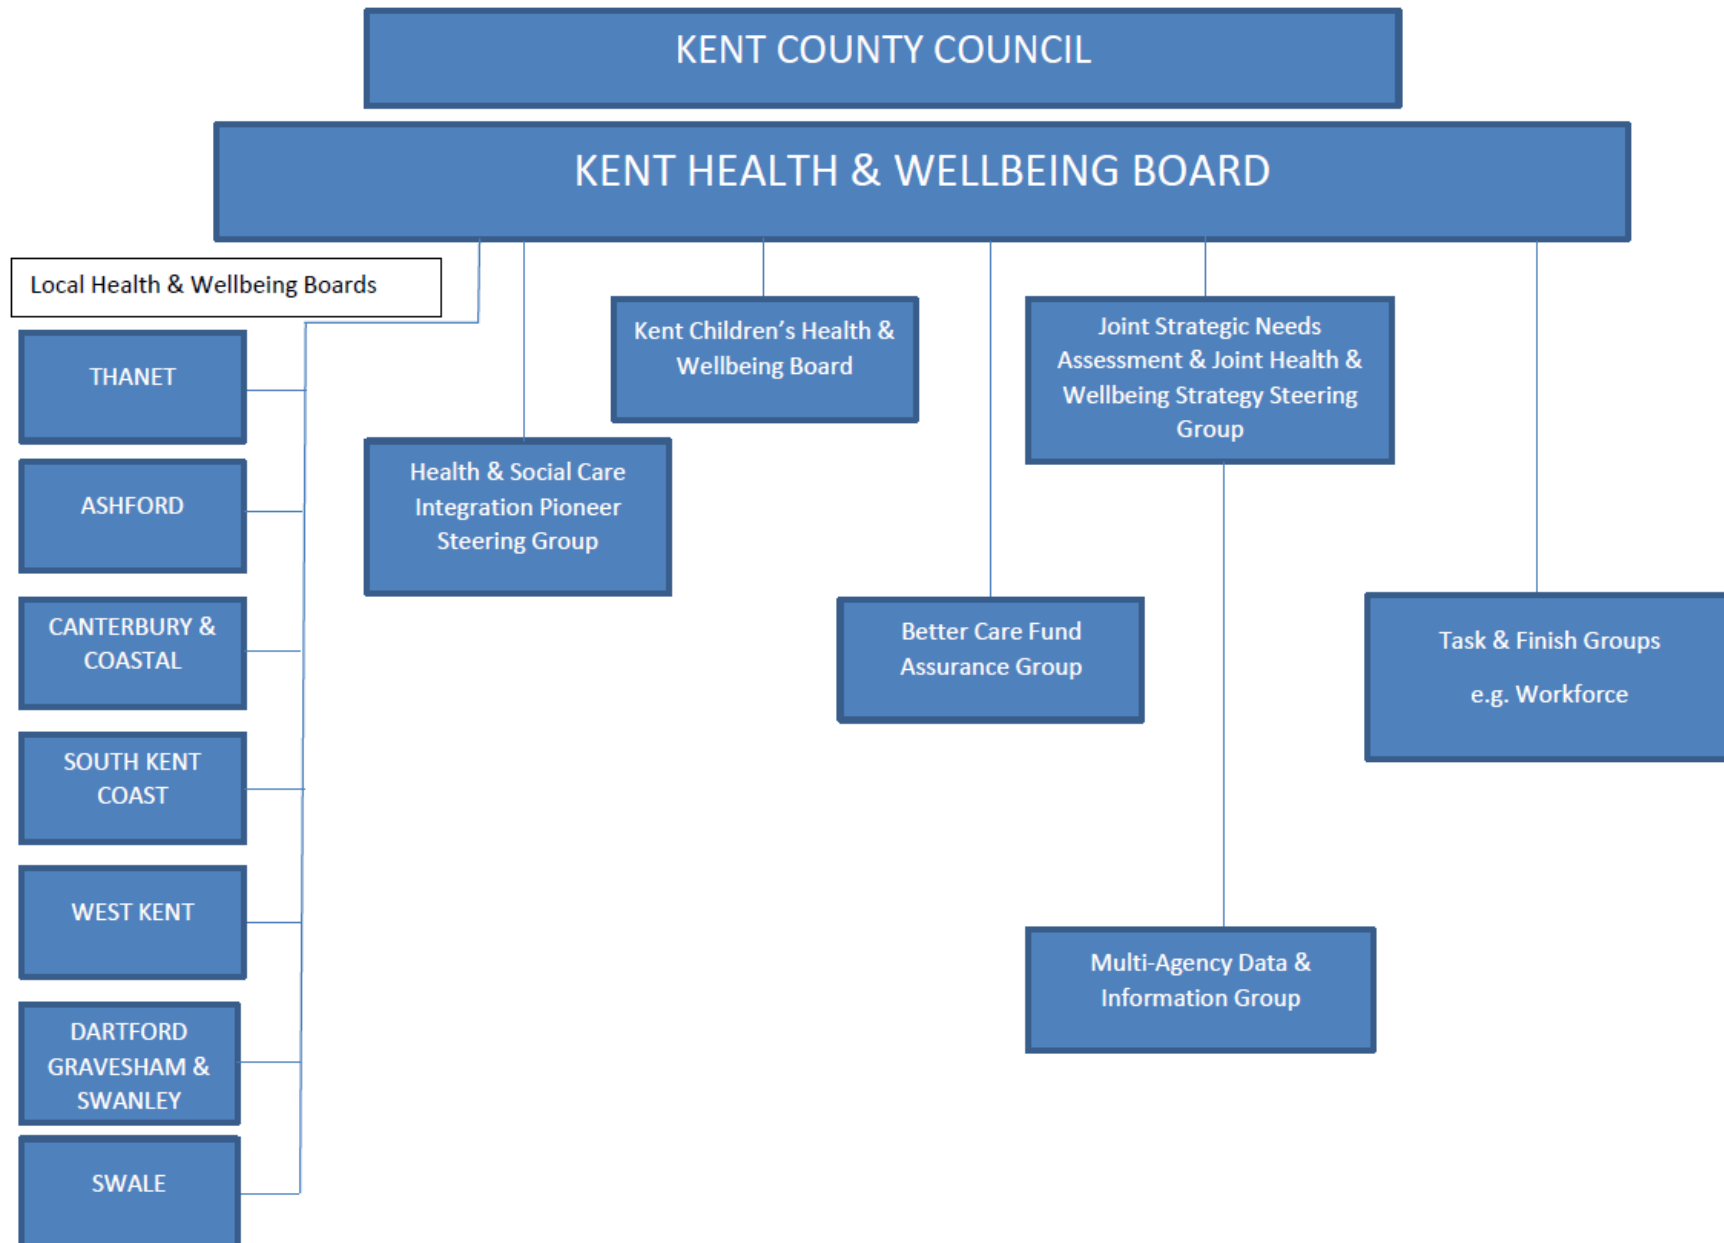 KENT COUNTY COUNCIL
KENT HEALTH & WELLBEING BOARD
Local Health & Wellbeing Boards
THANET
ASHFORD
CANTERBURY &
COASTAL
SOUTH KENT
COAST
WEST KENT
DARTFORD
GRAVESHAM &
SWANLEY
SWALE
Health & Social Care
Integration Pioneer
Steering Group
Kent Children’s Health &
Wellbeing Board
Better Care Fund
Assurance Group
Joint Strategic Needs
Assessment & Joint Health &
Wellbeing Strategy Steering
Group
Multi-Agency Data &
Information Group
Task & Finish Groups
e.g. Workforce